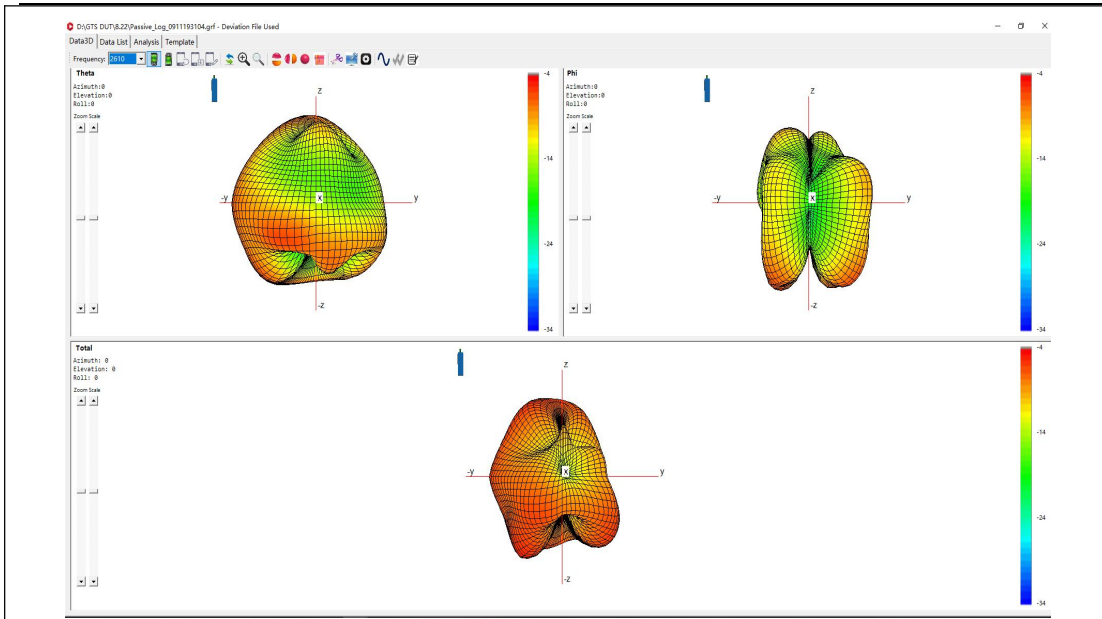 D:\GTS DUT\8.22\Passive_Log_0911193104.grf - Deviation File Used
Data3D Data List Analysis Template
Frequency: 2610
Theta
Azimuth:0
Elevation:0
Roll:0
Zoom Scale
z
-y
x
y
-z
-4
-14
-24
-34
Phi
Azimuth:0
Elevation:0
Roll:0
Zoom Scale
z
-y
x
y
-z
-4
-14
-24
-34
Total
Azimuth: 0
Elevation: 0
Roll: 0
Zoom Scale
z
-y
x
y
-z
-4
-14
-24
-34